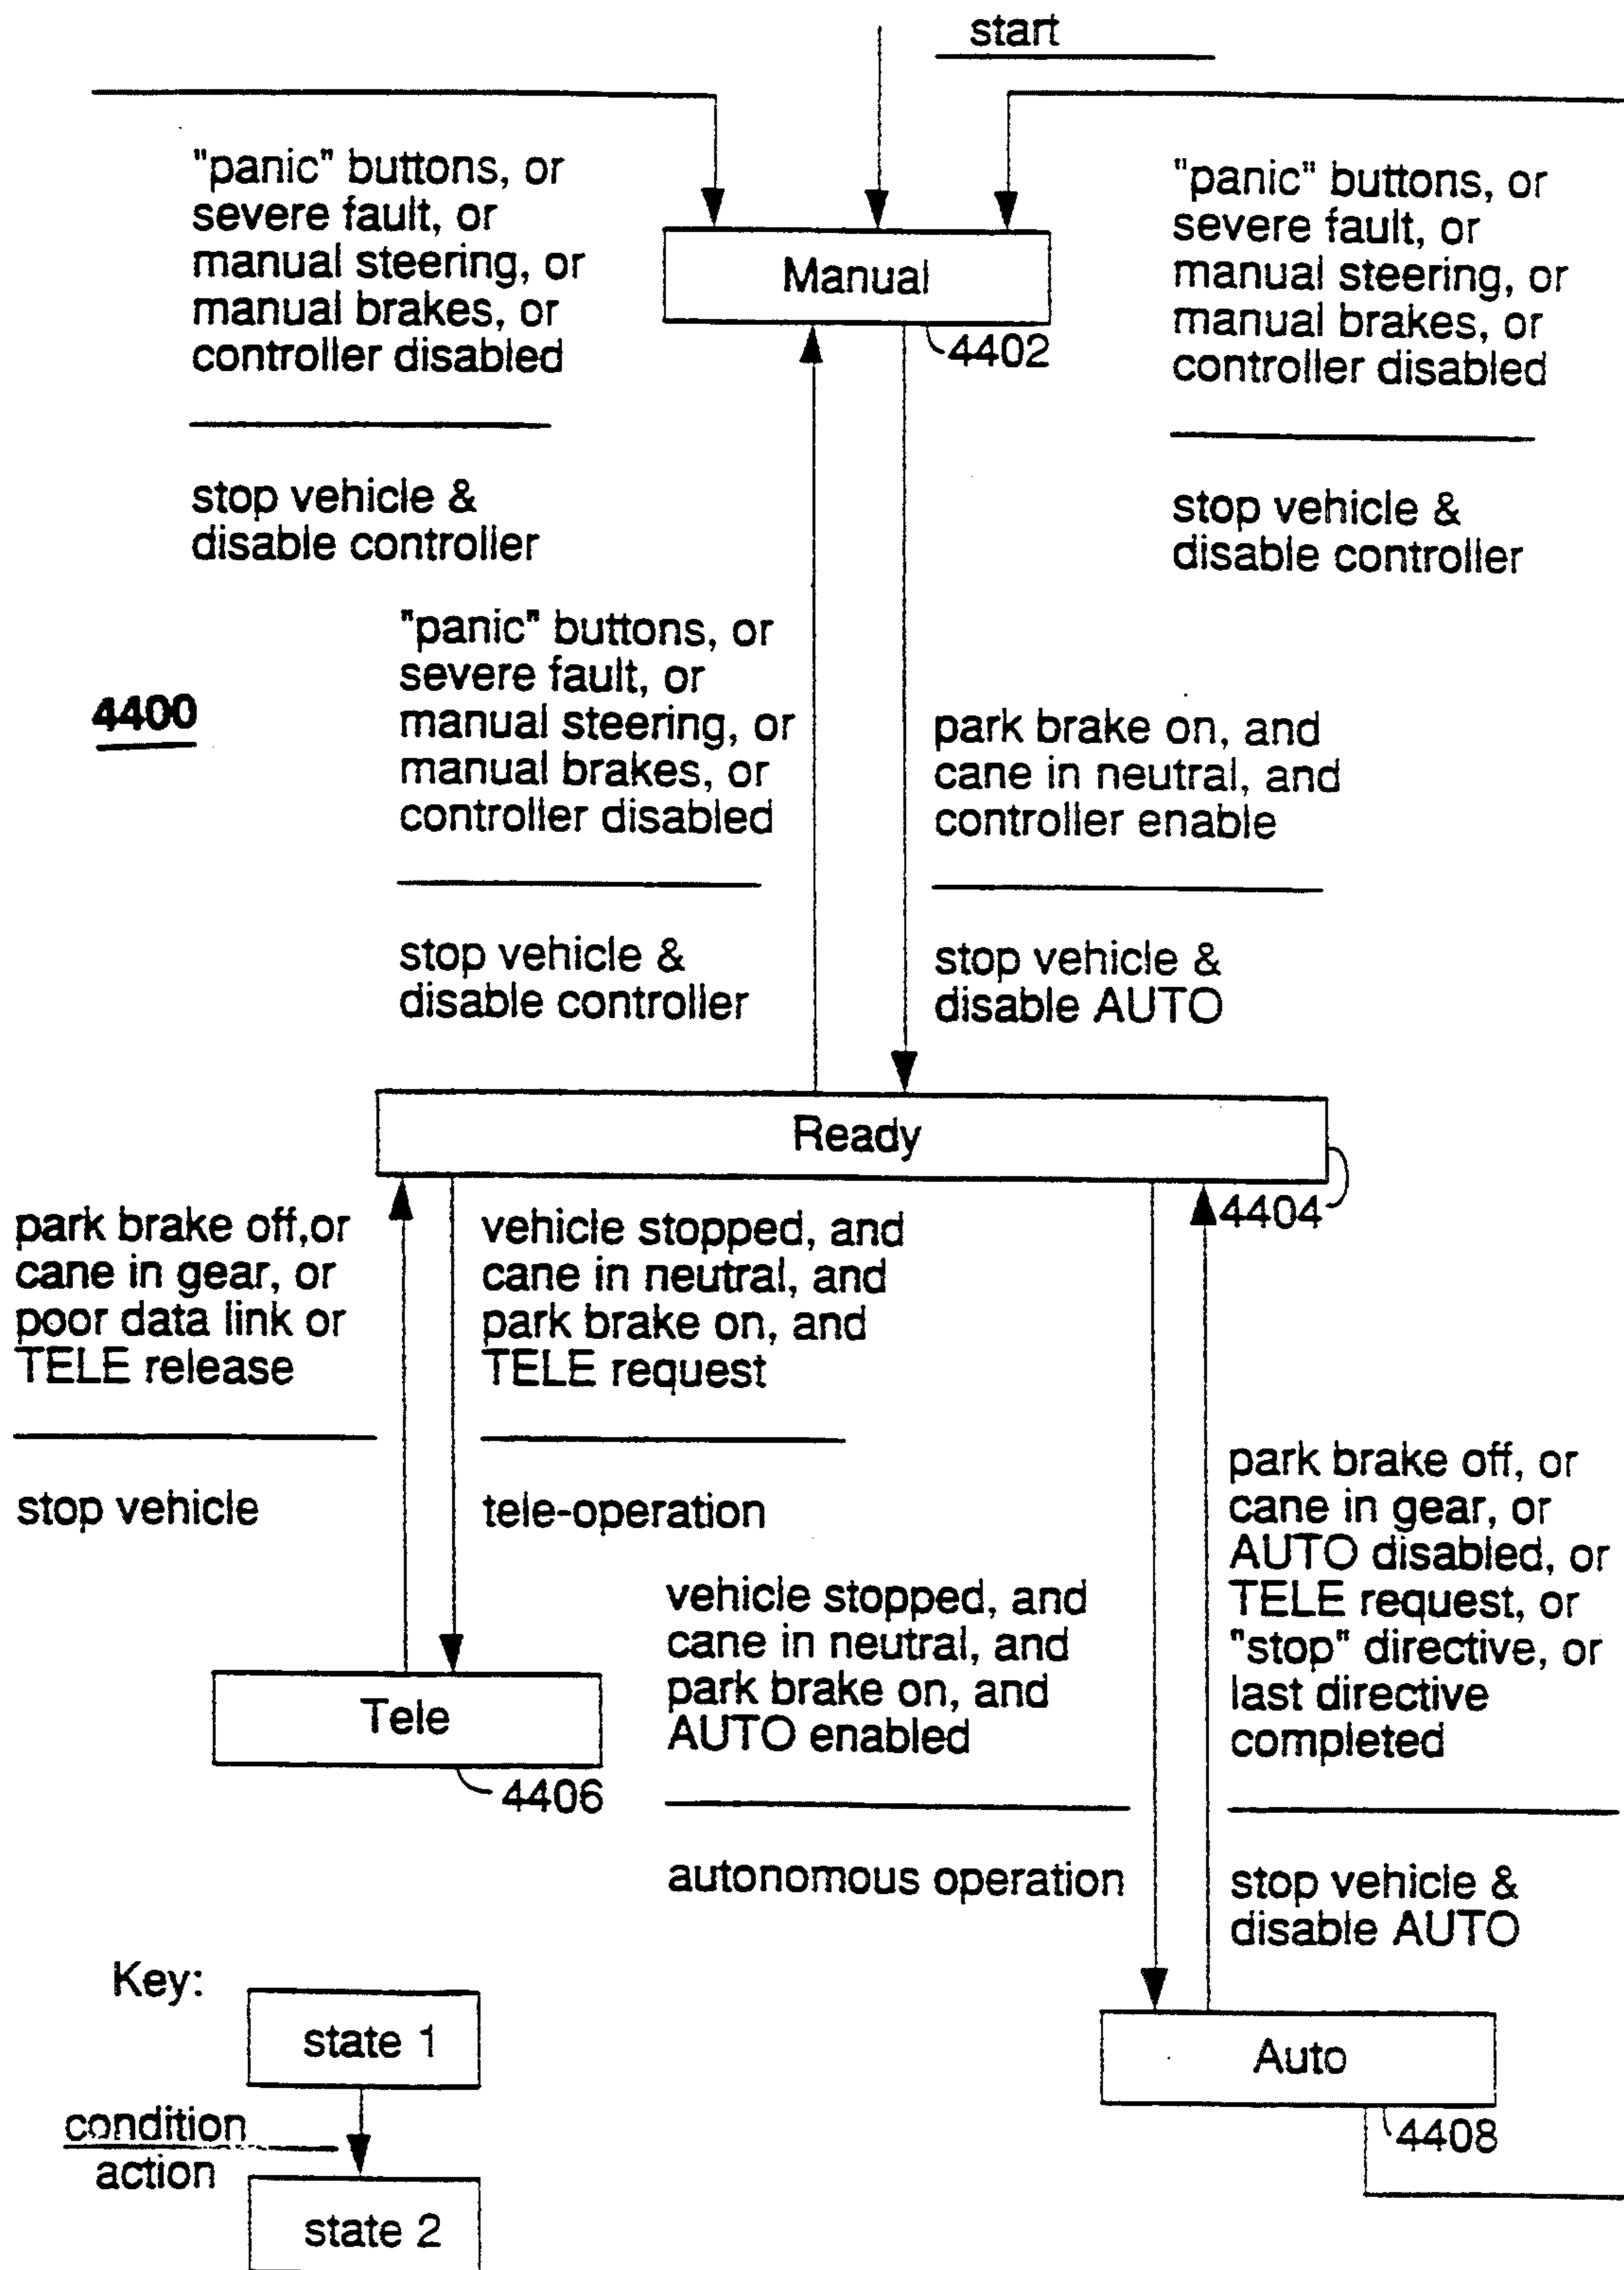 start
"panic" buttons, or
severe fault, or
manual steering, or
manual brakes, or
controller disabled
stop vehicle &
disable controller
Manual
4402
"panic" buttons, or
severe fault, or
manual steering, or
manual brakes, or
controller disabled
stop vehicle &
disable controller
4400
"panic" buttons, or
severe fault, or
manual steering, or
manual brakes, or
controller disabled
stop vehicle &
disable controller
park brake on, and
cane in neutral, and
controller enable
stop vehicle &
disable AUTO
Ready
4404
park brake off,or
cane in gear, or
poor data link or
TELE release
stop vehicle
vehicle stopped, and
cane in neutral, and
park brake on, and
TELE request
tele-operation
Tele
4406
vehicle stopped, and
cane in neutral, and
park brake on, and
AUTO enabled
autonomous operation
park brake off, or
cane in gear, or
AUTO disabled, or
TELE request, or
"stop" directive, or
last directive
completed
stop vehicle &
disable AUTO
Auto
4408
Key:
state 1
condition
action
state 2